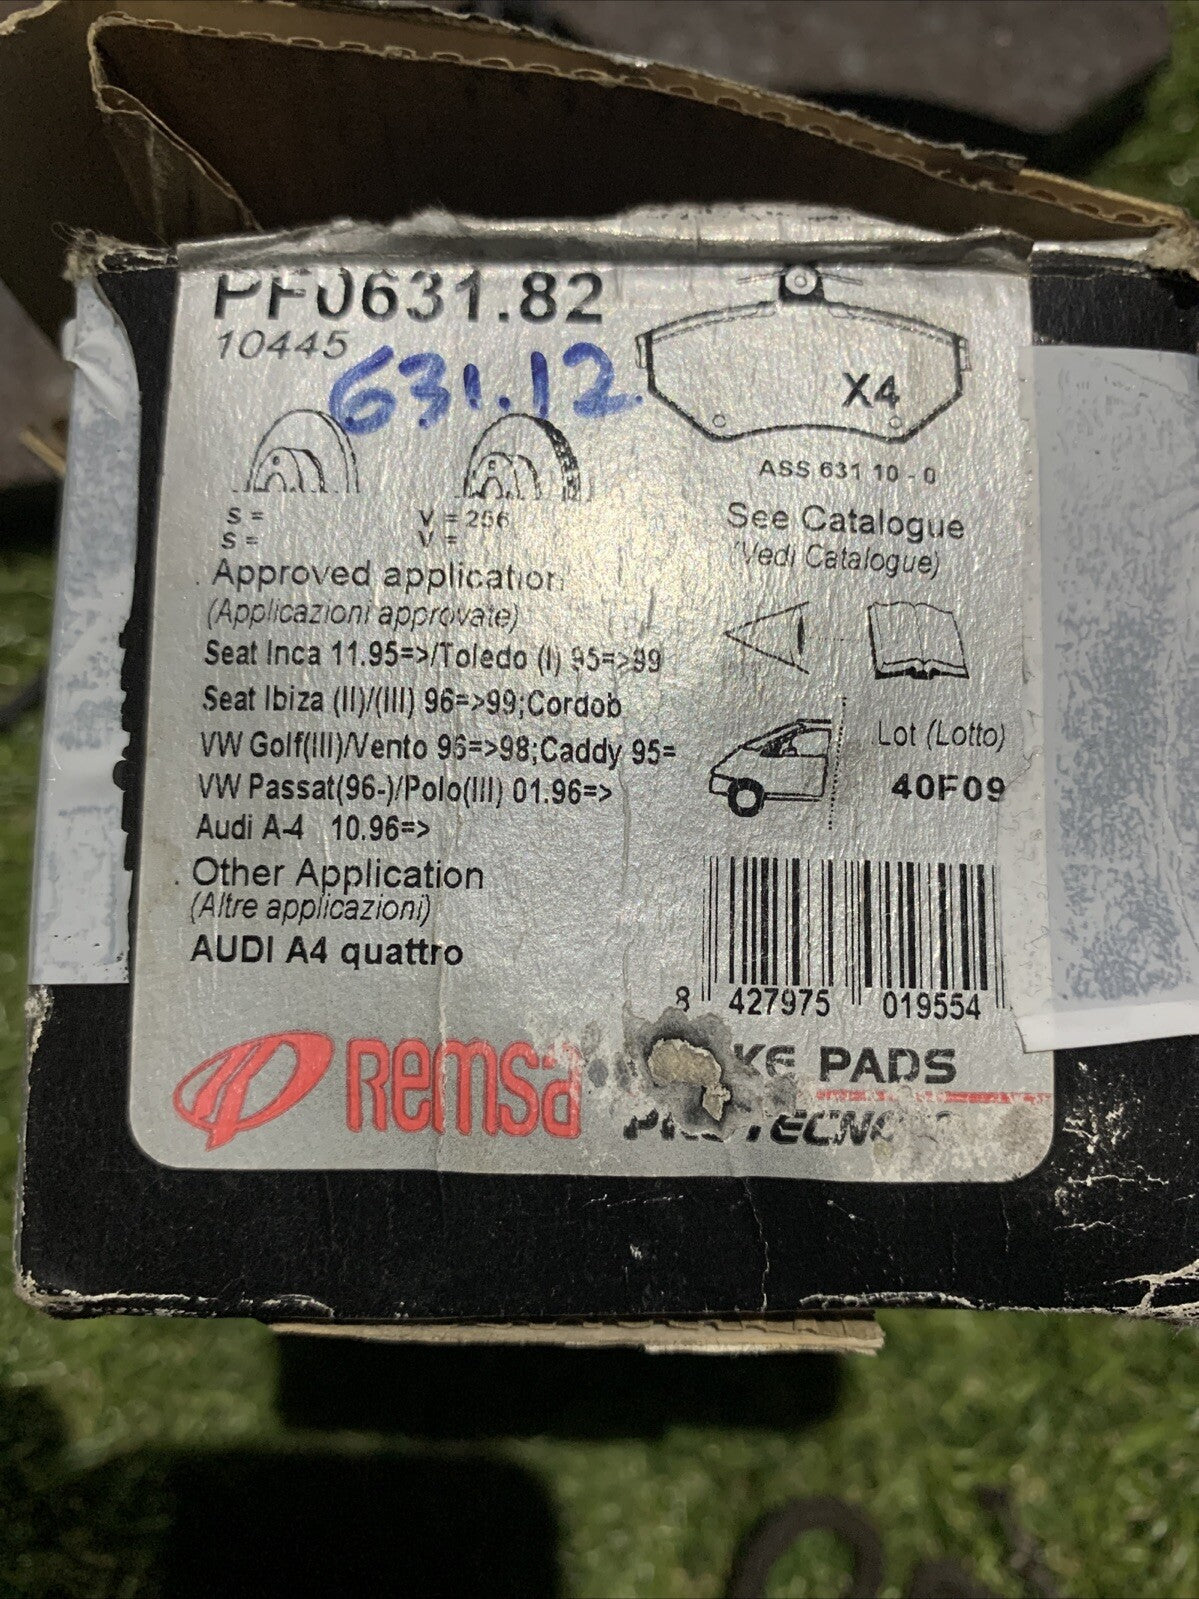 PF0631.82
10445
631.12
X4
ASS 631 10 - 0
S =
S =
V = 256
V =
See Catalogue
(Vedi Catalogue)
. Approved application
(Applicazioni approvate)
Seat Inca 11.95=>/Toledo (I) 95=>99
Seat Ibiza (II)/(III) 96=>99;Cordob
VW Golf(III)/Vento 96=>98;Caddy 95=
VW Passat(96-)/Polo(III) 01.96=>
Audi A-4 10.96=>
Lot (Lotto)
40F09
. Other Application
(Altre applicazioni)
AUDI A4 quattro
8 427975 019554
REMSA
KE PADS